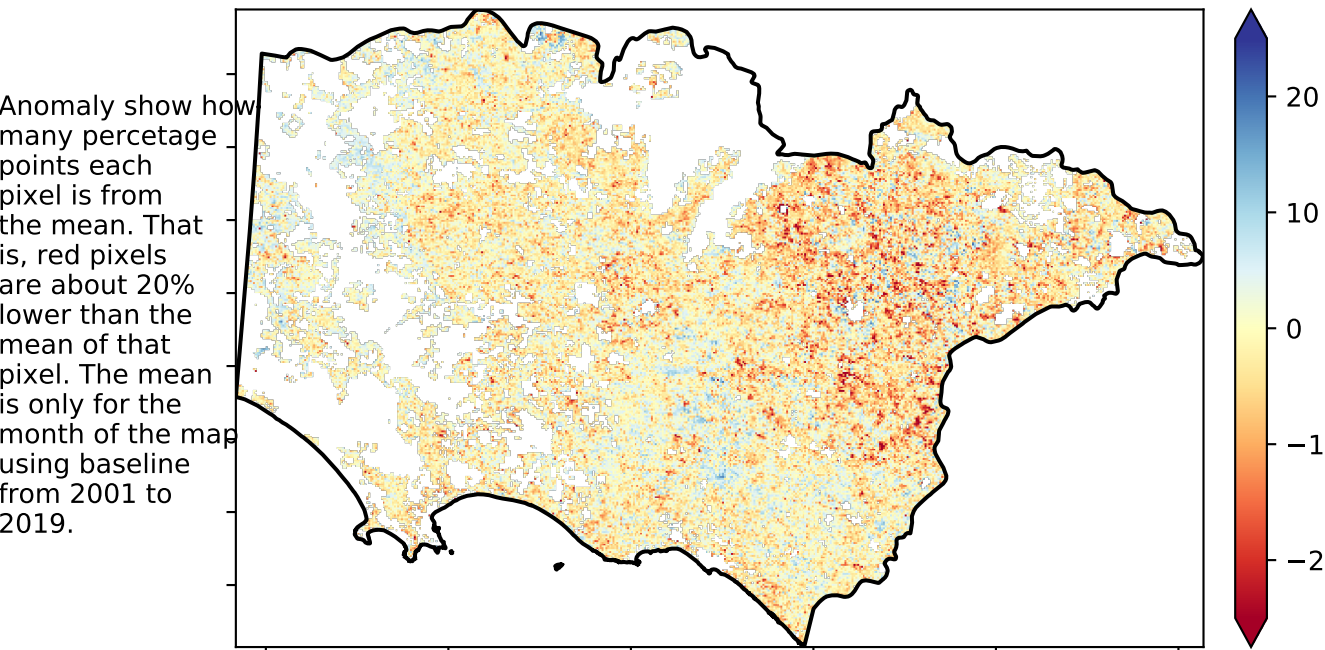 Anomaly show how
many percetage
points each
pixel is from
the mean. That
is, red pixels
are about 20%
lower than the
mean of that
pixel. The mean
is only for the
month of the map
using baseline
from 2001 to
2019.
20
10
0
−1
−2